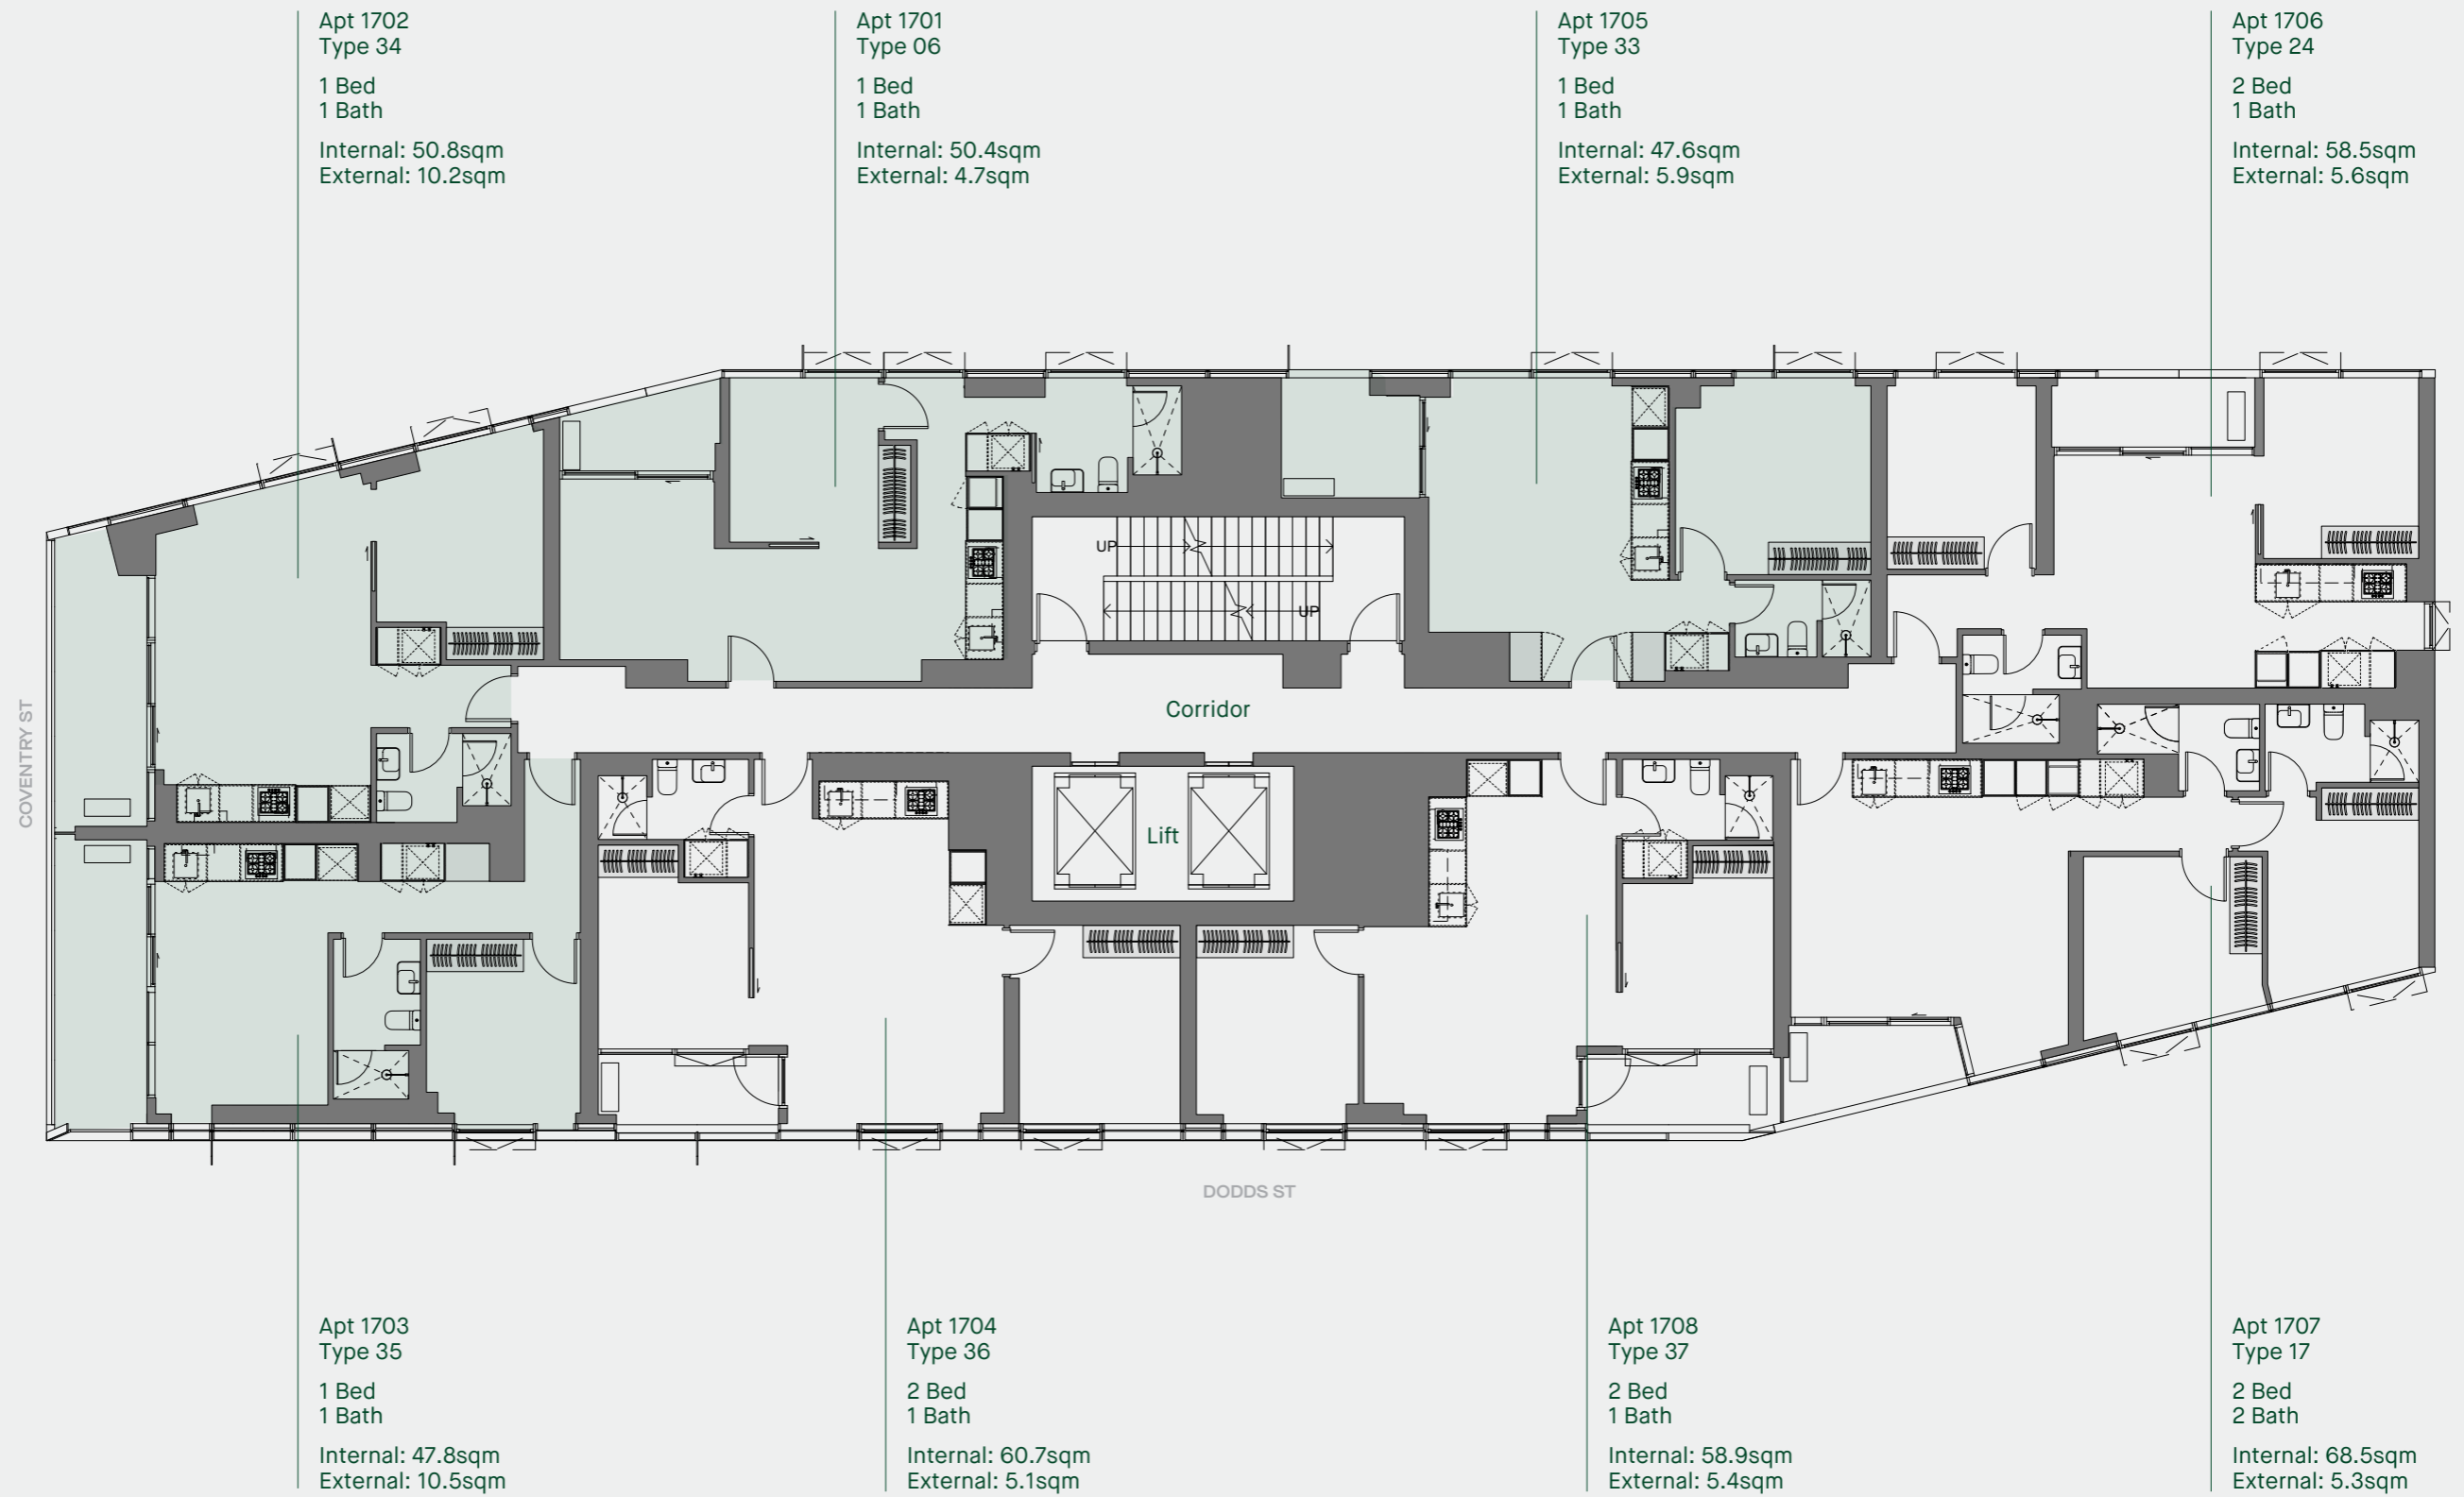 Apt 1702
Type 34
1 Bed
1 Bath
Internal: 50.8sqm
External: 10.2sqm
Apt 1701
Type 06
1 Bed
1 Bath
Internal: 50.4sqm
External: 4.7sqm
Apt 1705
Type 33
1 Bed
1 Bath
Internal: 47.6sqm
External: 5.9sqm
Apt 1706
Type 24
2 Bed
1 Bath
Internal: 58.5sqm
External: 5.6sqm
UP
UP
Corridor
COVENTRY ST
Lift
DODDS ST
Apt 1703
Type 35
1 Bed
1 Bath
Internal: 47.8sqm
External: 10.5sqm
Apt 1704
Type 36
2 Bed
1 Bath
Internal: 60.7sqm
External: 5.1sqm
Apt 1708
Type 37
2 Bed
1 Bath
Internal: 58.9sqm
External: 5.4sqm
Apt 1707
Type 17
2 Bed
2 Bath
Internal: 68.5sqm
External: 5.3sqm